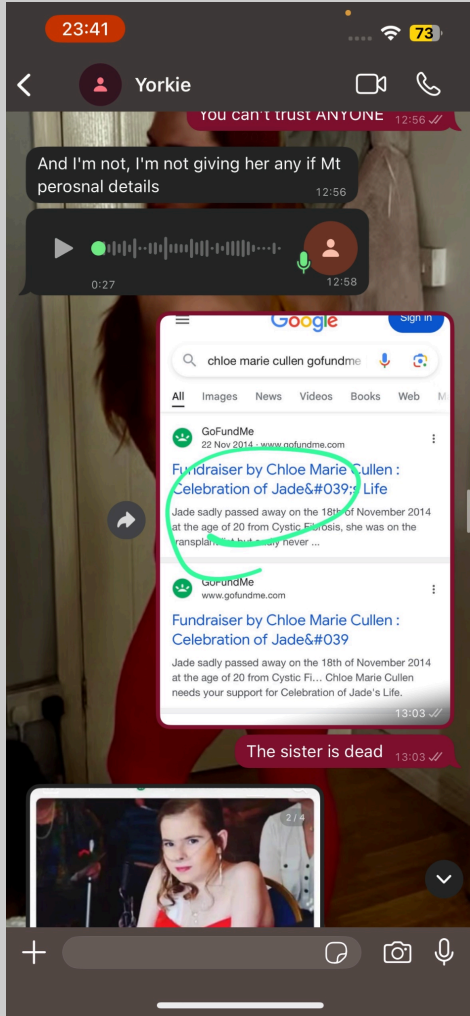 23:41
73
Yorkie
You can't trust ANYONE 12:56
And I'm not, I'm not giving her any if Mt
perosnal details
12:56
0:27
12:58
Google
Sign in
chloe marie cullen gofundme
All Images News Videos Books Web M
GoFundMe
22 Nov 2014 · www.gofundme.com
Fundraiser by Chloe Marie Cullen :
Celebration of Jade&#039;s Life
Jade sadly passed away on the 18th of November 2014
at the age of 20 from Cystic Fibrosis, she was on the
transplant list but sadly never ...
GoFundMe
www.gofundme.com
Fundraiser by Chloe Marie Cullen :
Celebration of Jade&#039
Jade sadly passed away on the 18th of November 2014
at the age of 20 from Cystic Fi... Chloe Marie Cullen
needs your support for Celebration of Jade's Life.
13:03
The sister is dead 13:03
2/4